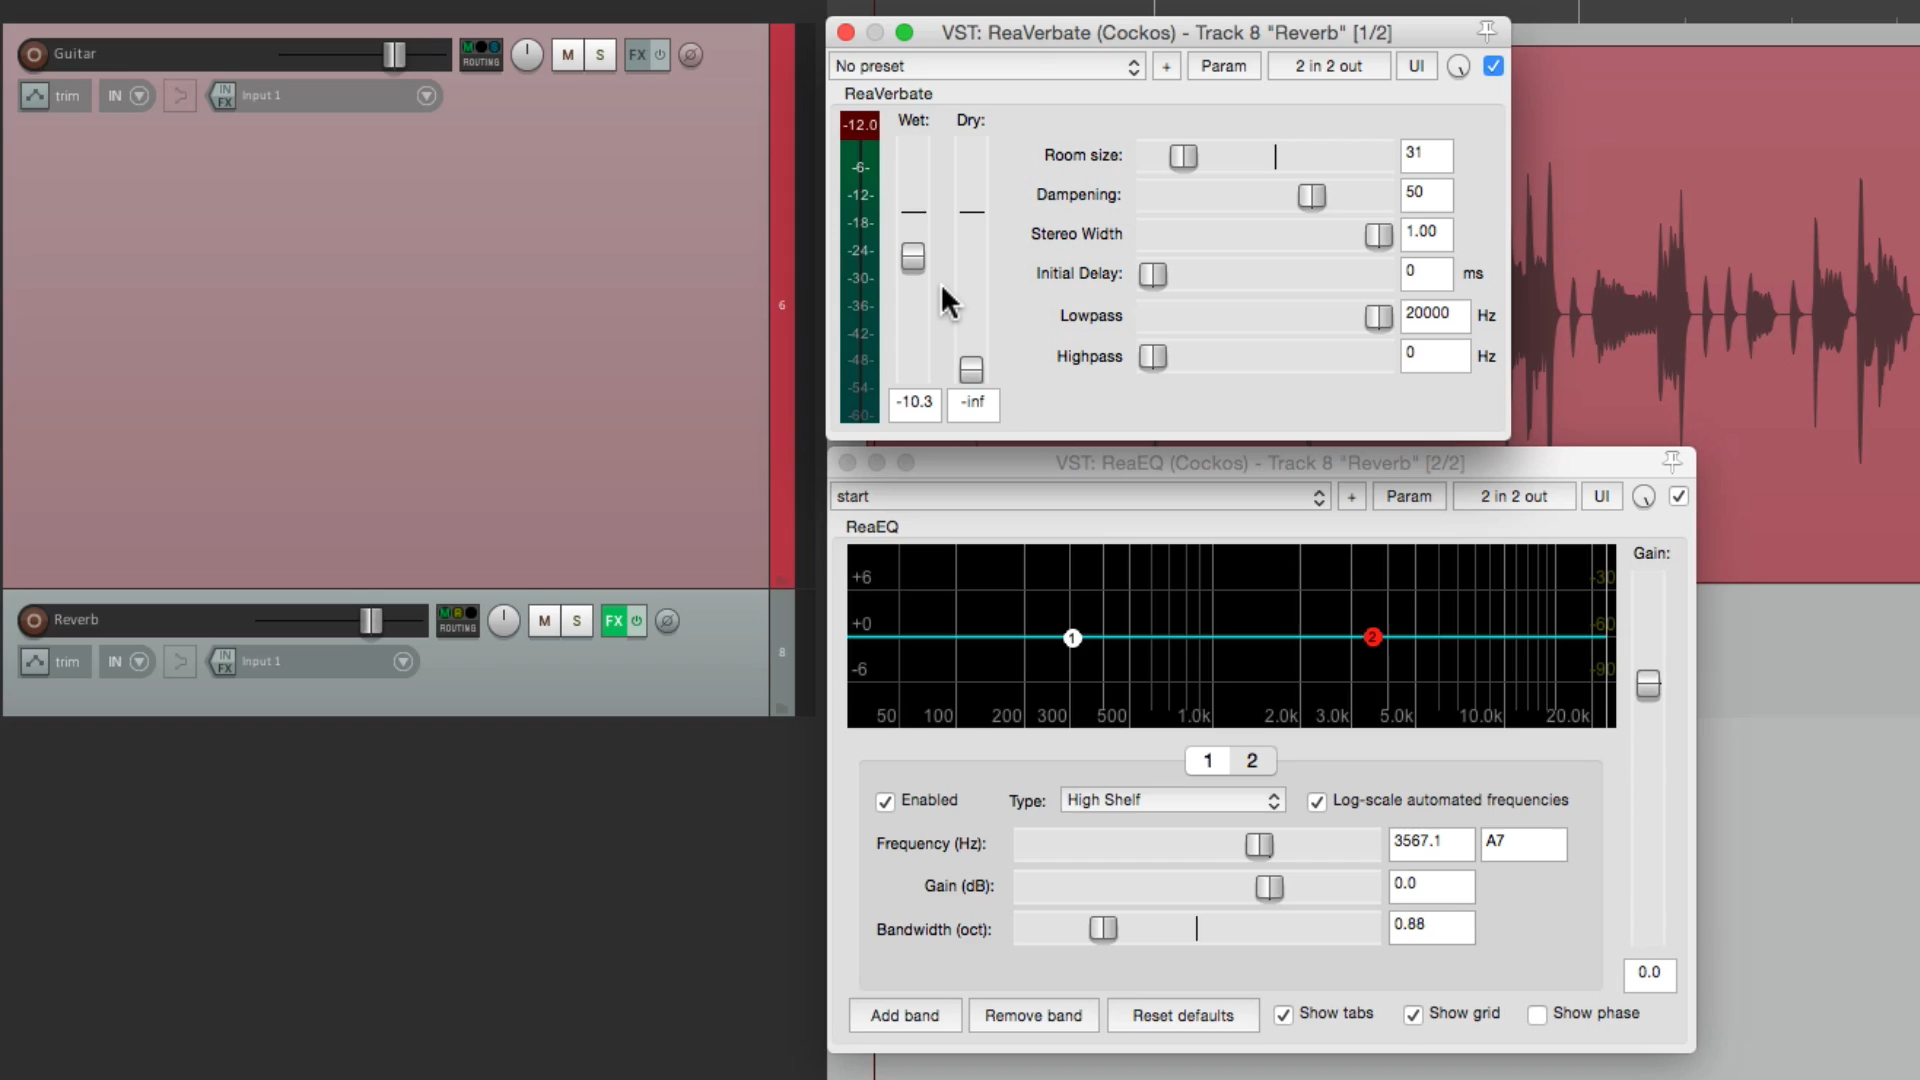 Guitar
ROUTING
M S FX
trim IN IN FX Input 1
6
Reverb
ROUTING
M S FX
trim IN IN FX Input 1
8
VST: ReaVerbate (Cockos) - Track 8 "Reverb" [1/2]
No preset + Param 2 in 2 out UI
ReaVerbate
-12.0 Wet: Dry:
-6-
-12-
-18-
-24-
-30-
-36-
-42-
-48-
-54-
-60-
-10.3 -inf
Room size: 31
Dampening: 50
Stereo Width 1.00
Initial Delay: 0 ms
Lowpass 20000 Hz
Highpass 0 Hz
VST: ReaEQ (Cockos) - Track 8 "Reverb" [2/2]
start + Param 2 in 2 out UI
ReaEQ
Gain:
+6 -30
+0 1 2 -60
-6 -90
50 100 200 300 500 1.0k 2.0k 3.0k 5.0k 10.0k 20.0k
1 2
Enabled Type: High Shelf Log-scale automated frequencies
Frequency (Hz): 3567.1 A7
Gain (dB): 0.0
Bandwidth (oct): 0.88
0.0
Add band Remove band Reset defaults Show tabs Show grid Show phase